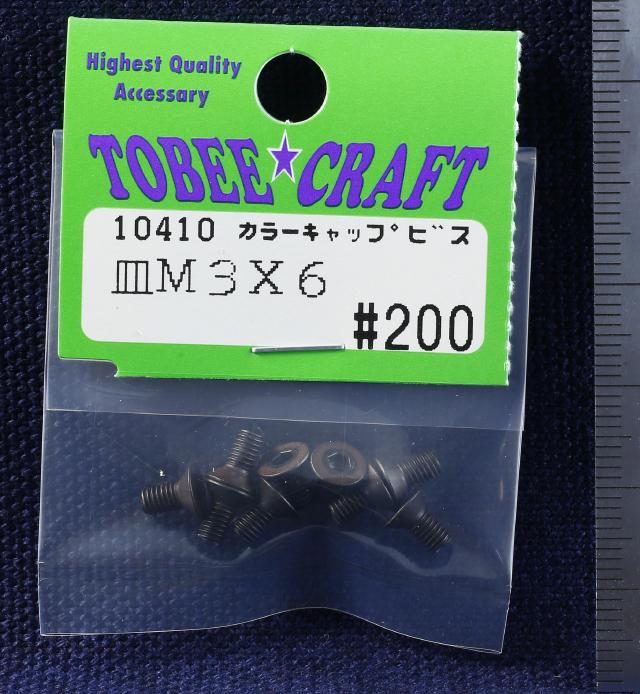 Highest Quality
Accessary
TOBEE★CRAFT
10410 カラーキャップビス
皿M3X6
#200